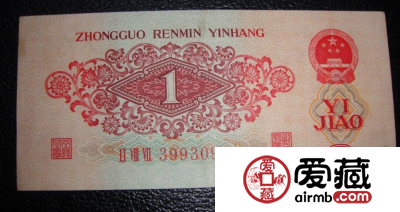 ZHONGGUO RENMIN YINHANG
1
YI
JIAO
399309
爱藏
airmb.com